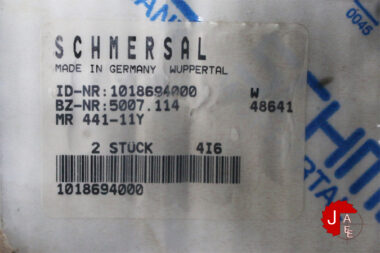 0045
SCHMERSAL
MADE IN GERMANY WUPPERTAL
ID-NR:1018694000 W
BZ-NR:5007.114 48641
MR 441-11Y
2 STÜCK 4I6
1018694000